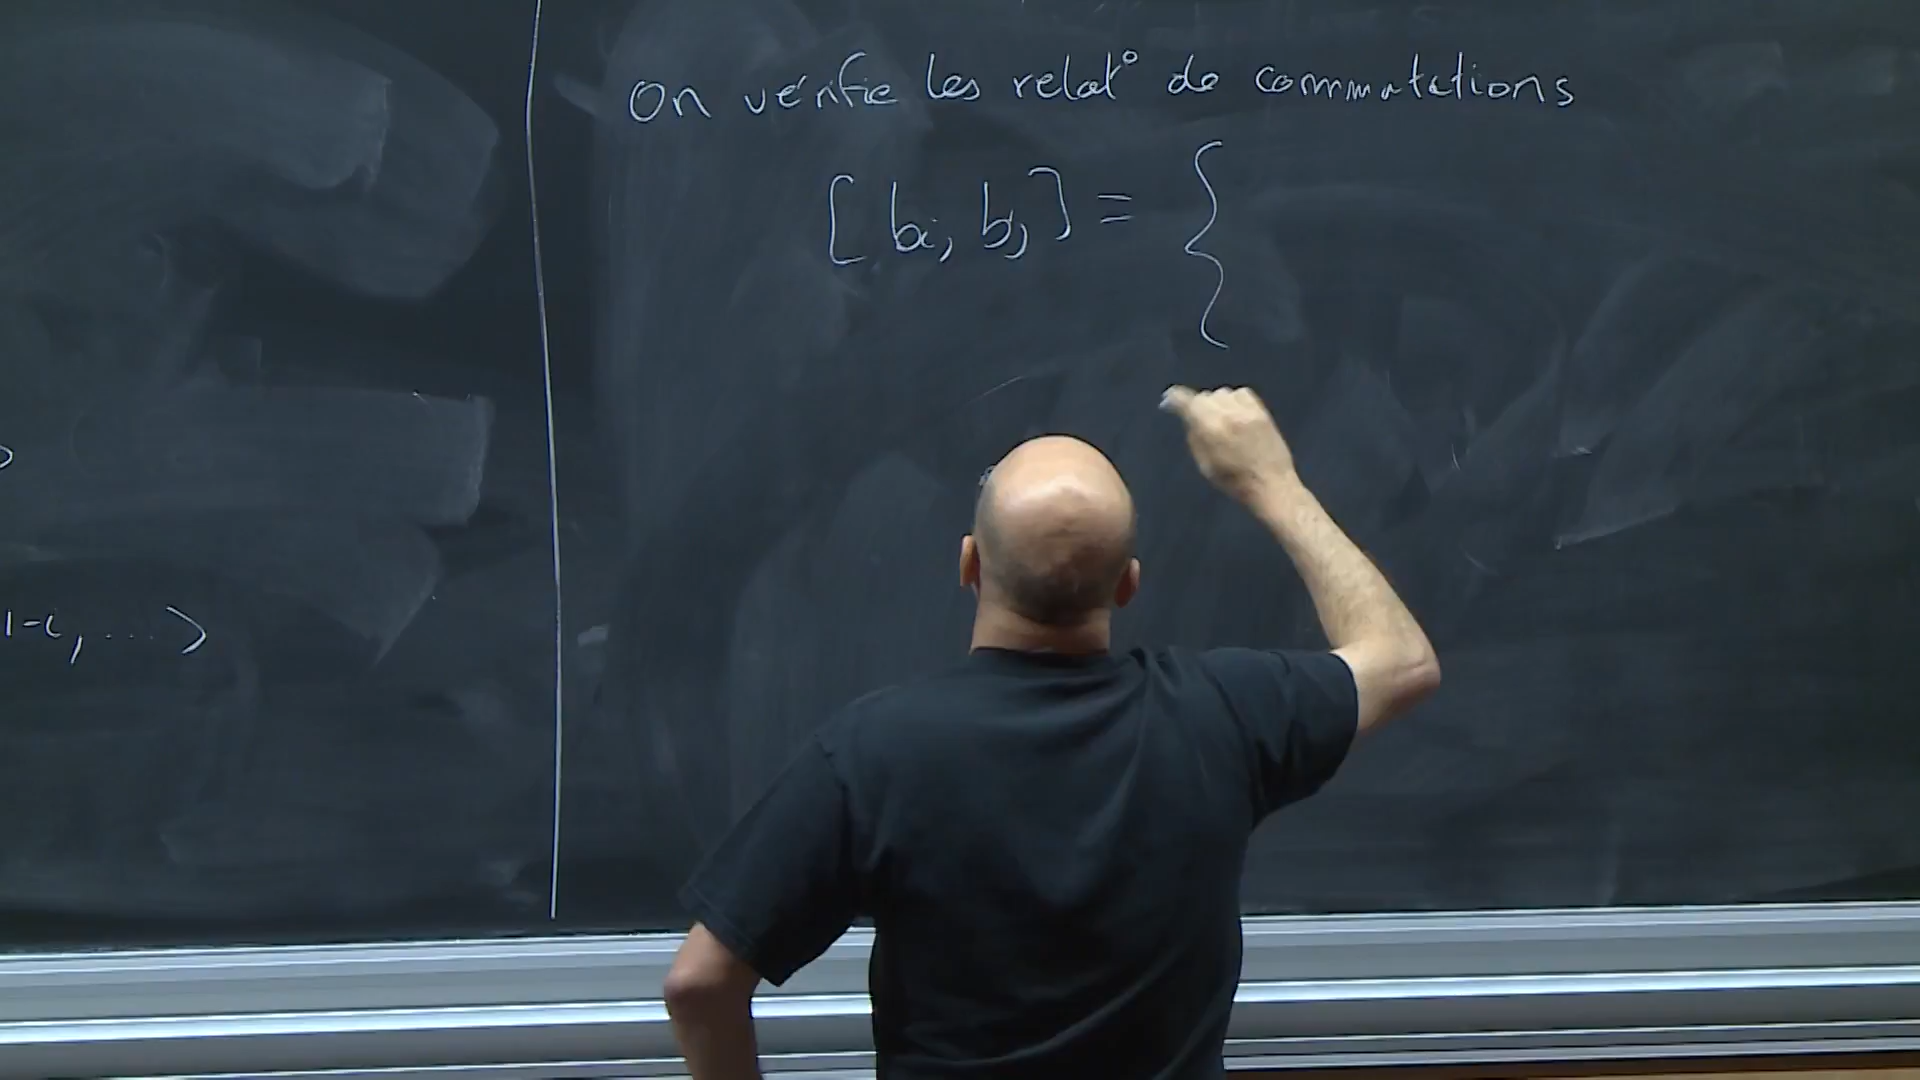 On vérifie les relat° de commutations
[bi, bj] = {
1-i, ...>